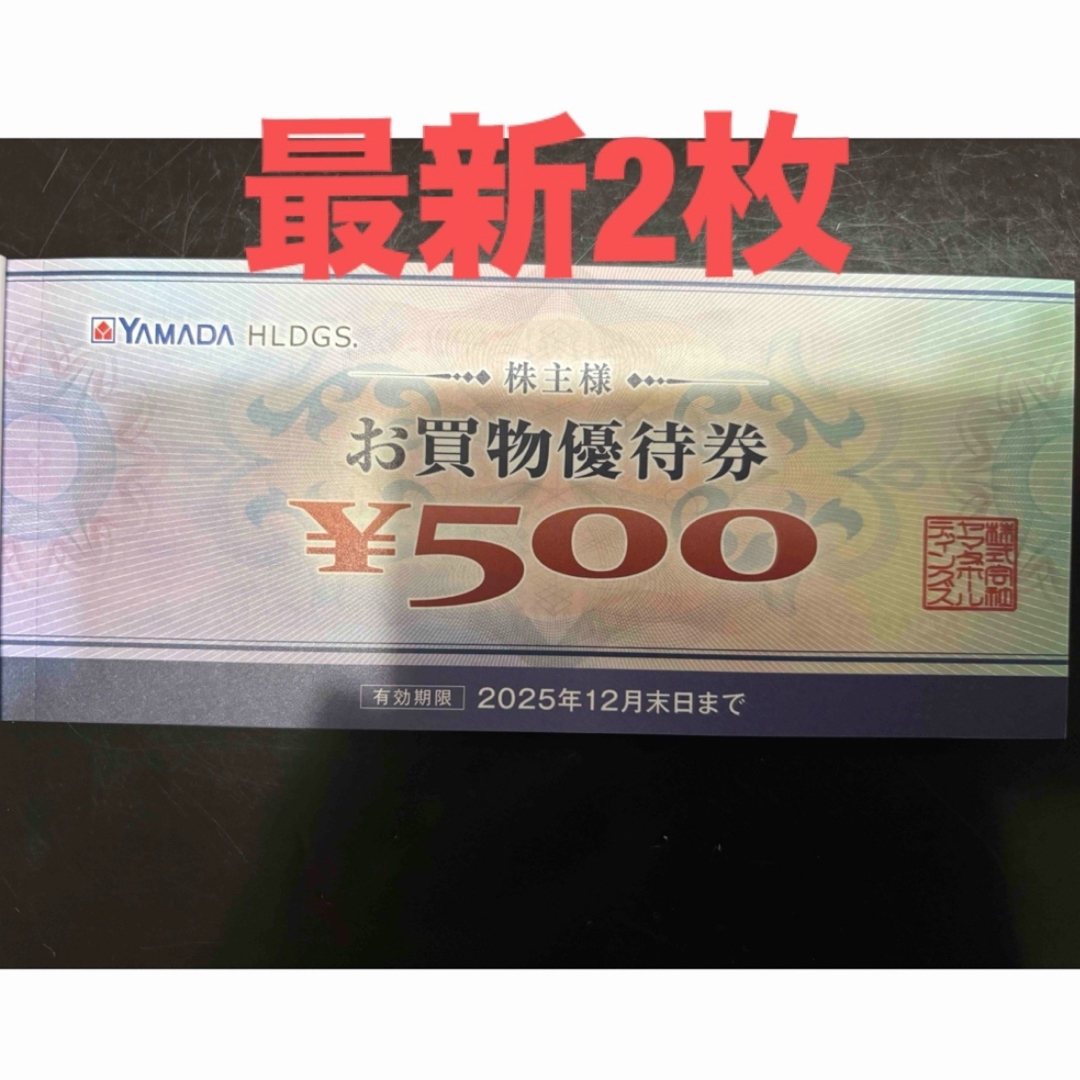 最新2枚
YAMADA HLDGS.
株主様
お買物優待券
¥500
株式会社
ヤマダホール
ディングス
有効期限 2025年12月末日まで